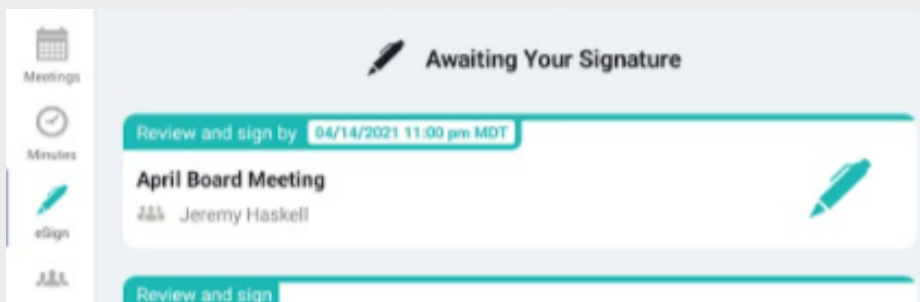 Meetings
Minutes
eSign
Awaiting Your Signature
Review and sign by 04/14/2021 11:00 pm MDT
April Board Meeting
Jeremy Haskell
Review and sign